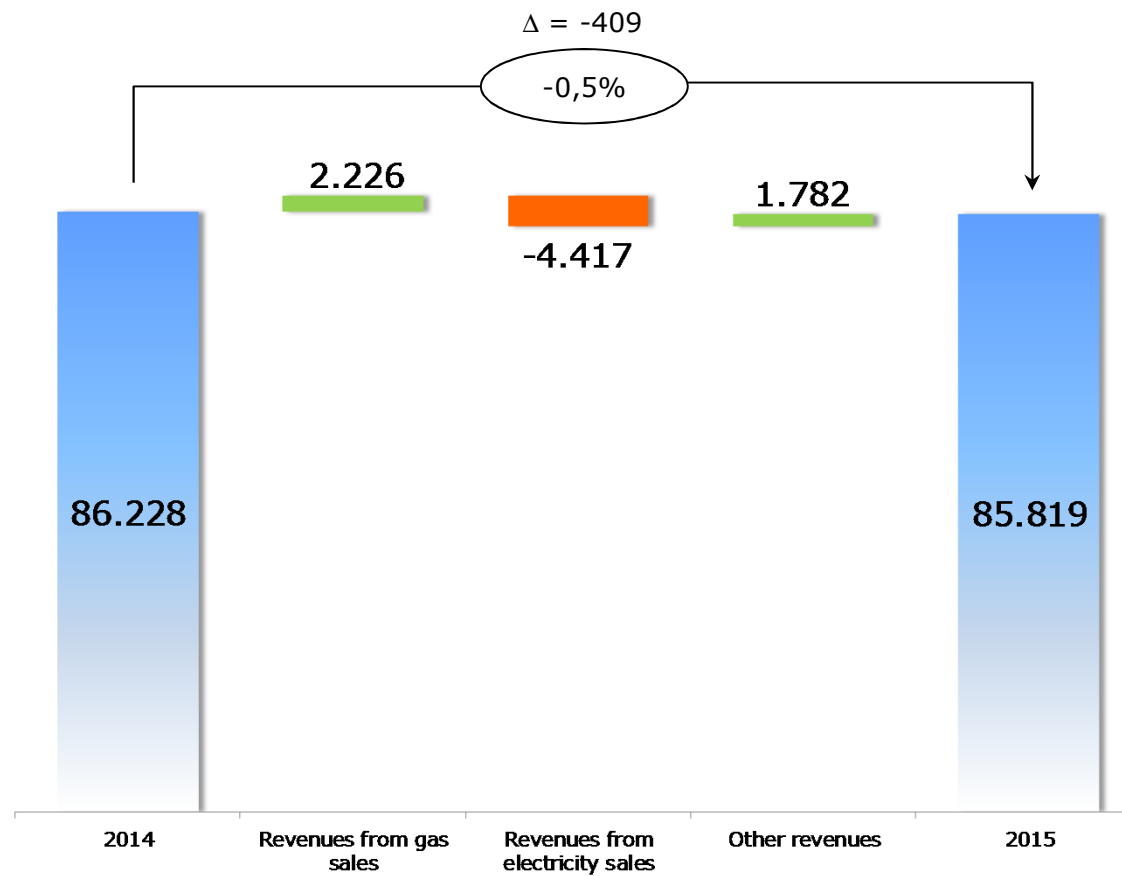 Δ = -409
-0,5%
2.226
1.782
-4.417
86.228
85.819
2014
Revenues from gas
sales
Revenues from
electricity sales
Other revenues
2015